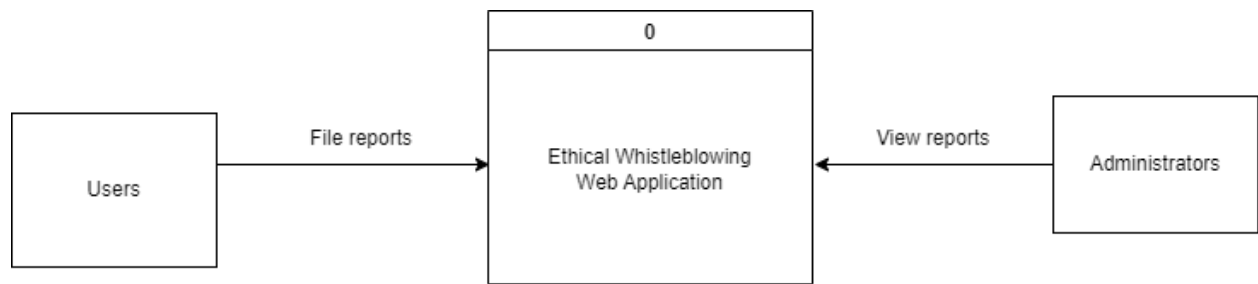 0
File reports
View reports
Users
Ethical Whistleblowing
Web Application
Administrators